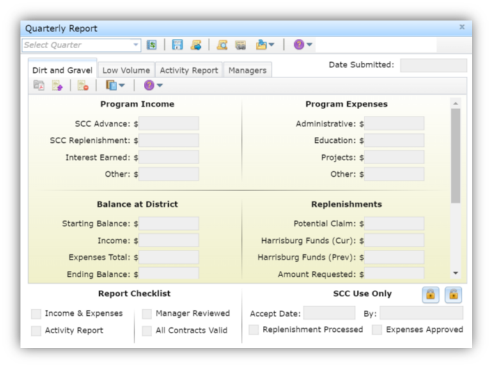 Quarterly Report
x
Select Quarter
Date Submitted:
Dirt and Gravel Low Volume Activity Report Managers
Program Income Program Expenses
SCC Advance: $ Administrative: $
SCC Replenishment: $ Education: $
Interest Earned: $ Projects: $
Other: $ Other: $
Balance at District Replenishments
Starting Balance: $ Potential Claim: $
Income: $ Harrisburg Funds (Cur): $
Expenses Total: $ Harrisburg Funds (Prev): $
Ending Balance: $ Amount Requested: $
Report Checklist SCC Use Only
Income & Expenses Manager Reviewed Accept Date: By:
Activity Report All Contracts Valid Replenishment Processed Expenses Approved